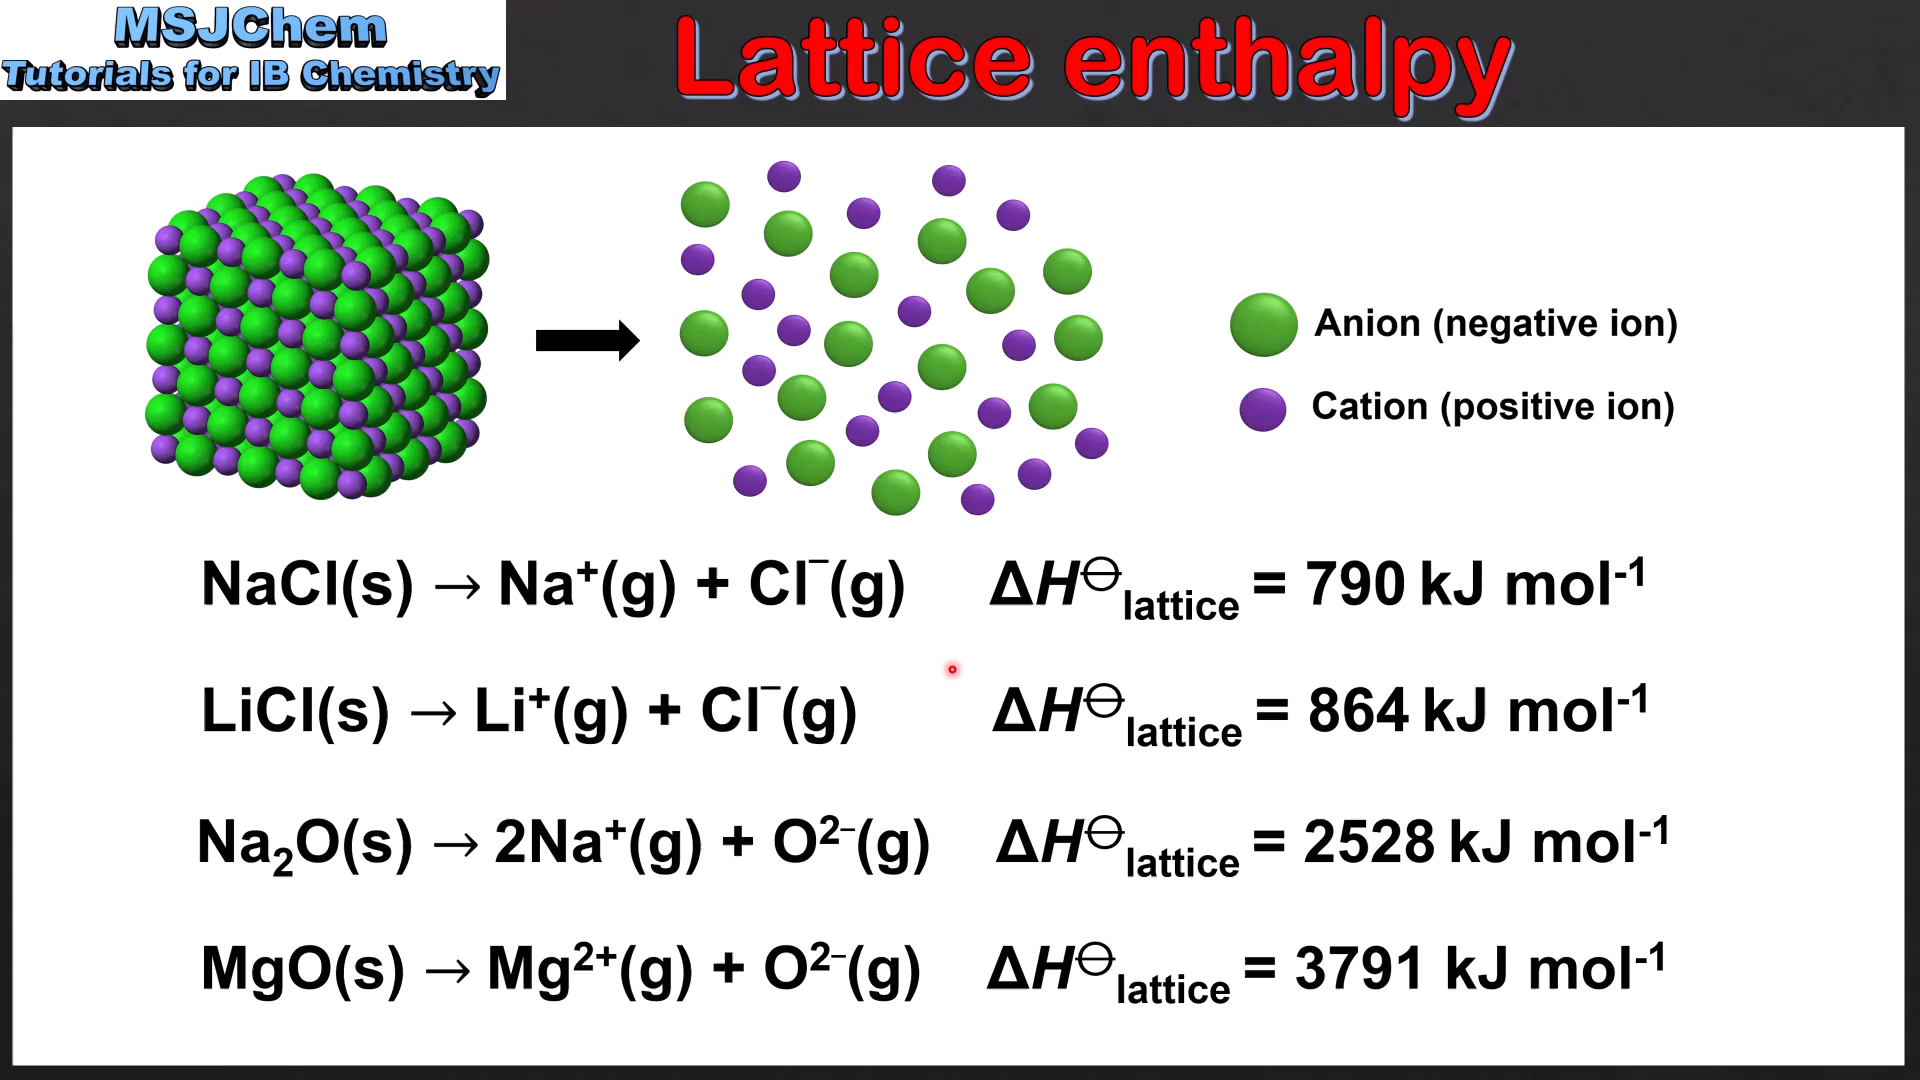 MSJChem
Tutorials for IB Chemistry
Lattice enthalpy
Anion (negative ion)
Cation (positive ion)
NaCl(s) → Na⁺(g) + Cl⁻(g) ΔH⊖lattice = 790 kJ mol⁻¹
LiCl(s) → Li⁺(g) + Cl⁻(g) ΔH⊖lattice = 864 kJ mol⁻¹
Na₂O(s) → 2Na⁺(g) + O²⁻(g) ΔH⊖lattice = 2528 kJ mol⁻¹
MgO(s) → Mg²⁺(g) + O²⁻(g) ΔH⊖lattice = 3791 kJ mol⁻¹